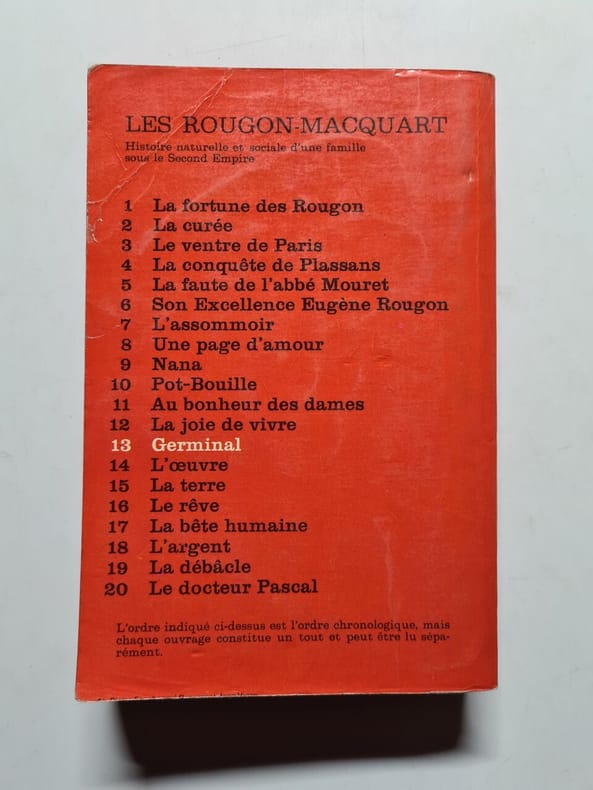 LES ROUGON-MACQUART
Histoire naturelle et sociale d'une famille
sous le Second Empire
1 La fortune des Rougon
2 La curée
3 Le ventre de Paris
4 La conquête de Plassans
5 La faute de l'abbé Mouret
6 Son Excellence Eugène Rougon
7 L'assommoir
8 Une page d'amour
9 Nana
10 Pot-Bouille
11 Au bonheur des dames
12 La joie de vivre
13 Germinal
14 L'œuvre
15 La terre
16 Le rêve
17 La bête humaine
18 L'argent
19 La débâcle
20 Le docteur Pascal
L'ordre indiqué ci-dessus est l'ordre chronologique, mais
chaque ouvrage constitue un tout et peut être lu sépa-
rément.